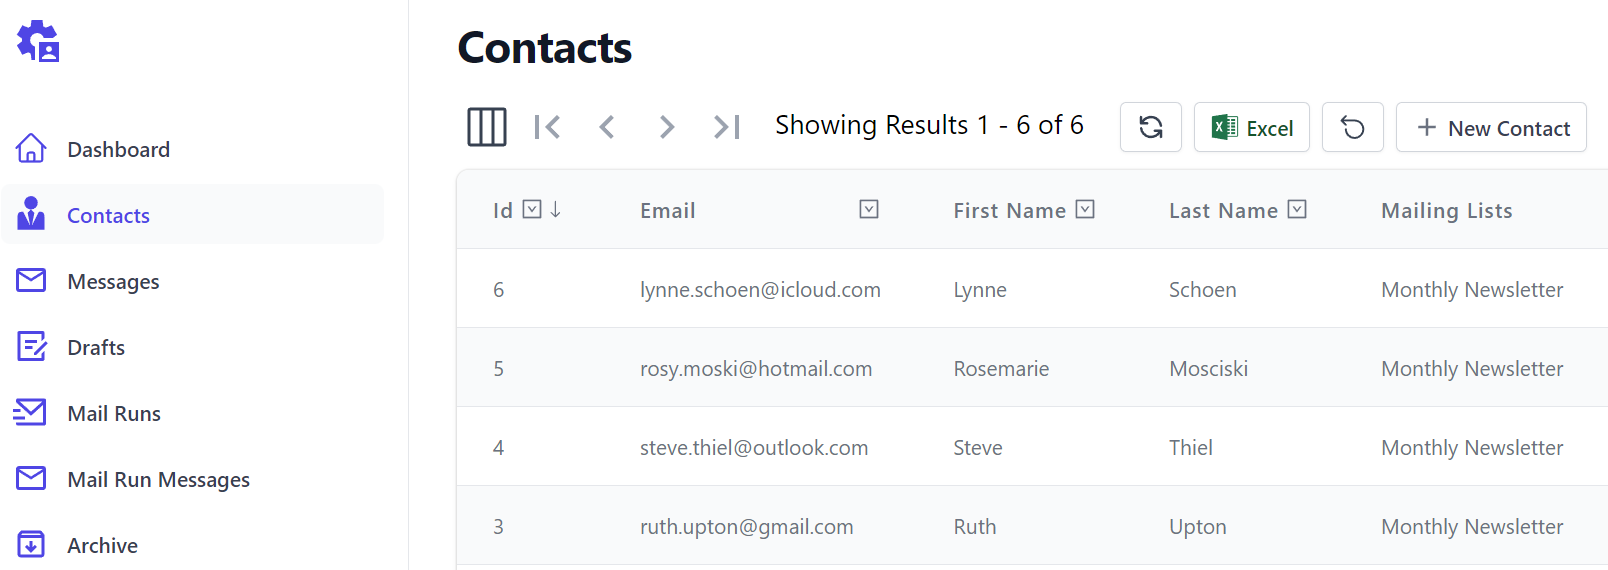 Contacts
Showing Results 1 - 6 of 6
Excel
New Contact
Dashboard
Contacts
Messages
Drafts
Mail Runs
Mail Run Messages
Archive
Id Email First Name Last Name Mailing Lists
6 lynne.schoen@icloud.com Lynne Schoen Monthly Newsletter
5 rosy.moski@hotmail.com Rosemarie Mosciski Monthly Newsletter
4 steve.thiel@outlook.com Steve Thiel Monthly Newsletter
3 ruth.upton@gmail.com Ruth Upton Monthly Newsletter